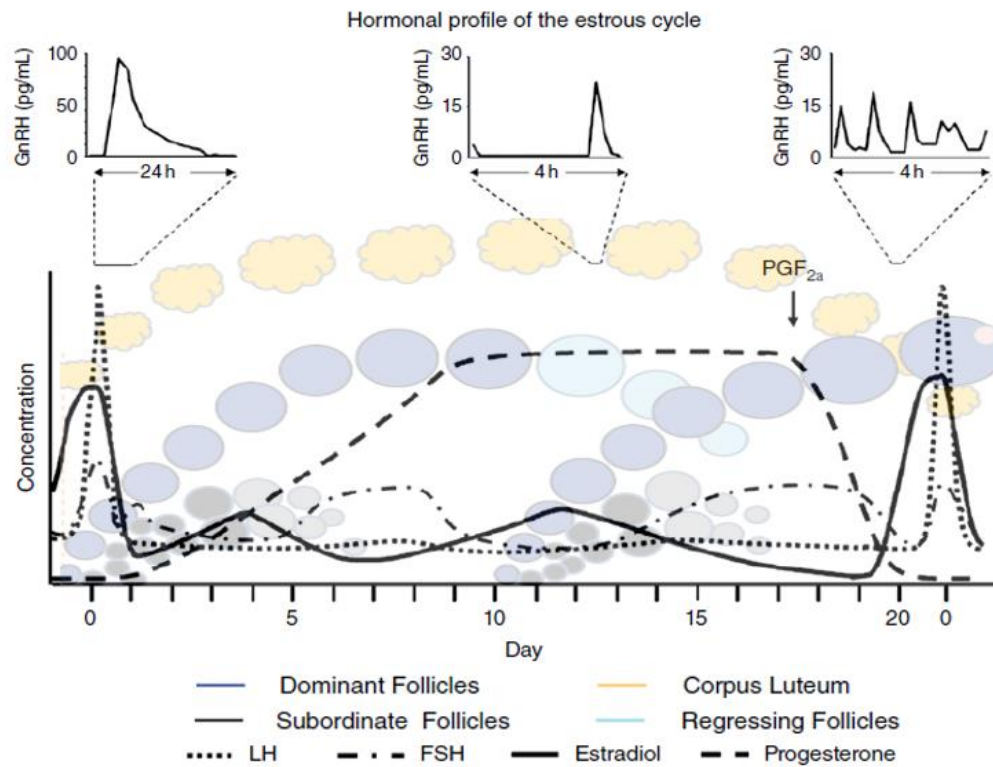 Hormonal profile of the estrous cycle
GnRH (pg/mL)
100
50
0
24 h
GnRH (pg/mL)
30
15
0
4 h
GnRH (pg/mL)
30
15
0
4 h
PGF2a
Concentration
0 5 10 15 20 0
Day
Dominant Follicles Corpus Luteum
Subordinate Follicles Regressing Follicles
LH FSH Estradiol Progesterone